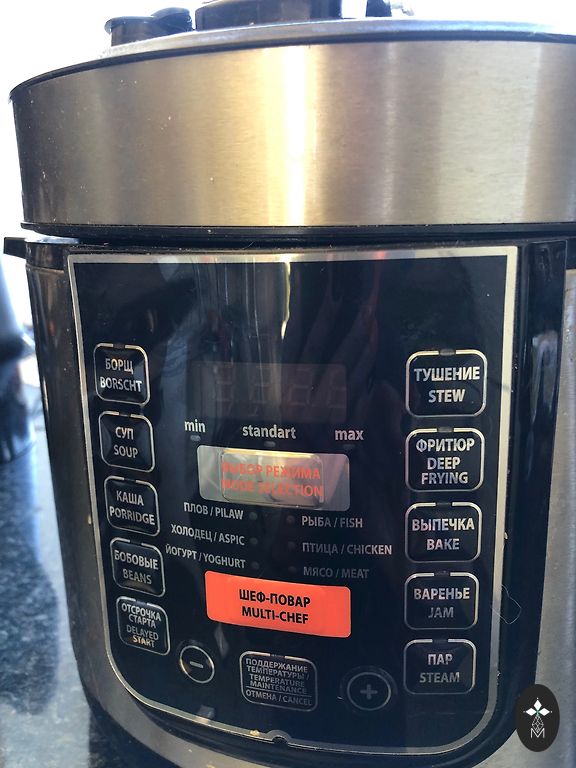 БОРЩ
BORSCHT
СУП
SOUP
КАША
PORRIDGE
БОБОВЫЕ
BEANS
ОТСРОЧКА
СТАРТА
DELAYED
START
min standart max
ВЫБОР РЕЖИМА
MODE SELECTION
ПЛОВ / PILAW
ХОЛОДЕЦ / ASPIC
ЙОГУРТ / YOGHURT
РЫБА / FISH
ПТИЦА / CHICKEN
МЯСО / MEAT
ШЕФ-ПОВАР
MULTI-CHEF
-
ПОДДЕРЖАНИЕ
ТЕМПЕРАТУРЫ /
TEMPERATURE
MAINTENANCE
ОТМЕНА / CANCEL
+
ТУШЕНИЕ
STEW
ФРИТЮР
DEEP
FRYING
ВЫПЕЧКА
BAKE
ВАРЕНЬЕ
JAM
ПАР
STEAM
M